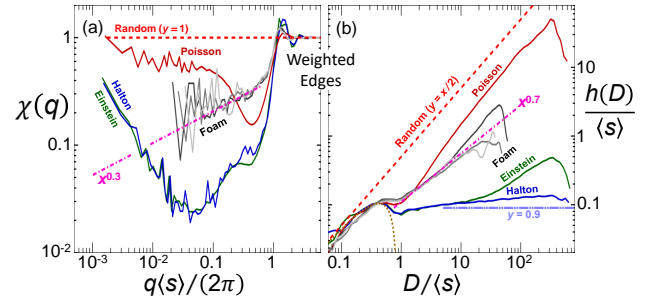 (a)
Random (y = 1)
Poisson
Weighted
Edges
Halton
Einstein
Foam
x^0.3
χ(q)
1
0.1
10^-2
10^-3
10^-2
0.1
1
q⟨s⟩/(2π)
(b)
Random (y = x/2)
Poisson
x^0.7
Foam
Einstein
Halton
y = 0.9
h(D)
⟨s⟩
10
1
0.1
0.1
1
10
10^2
D/⟨s⟩